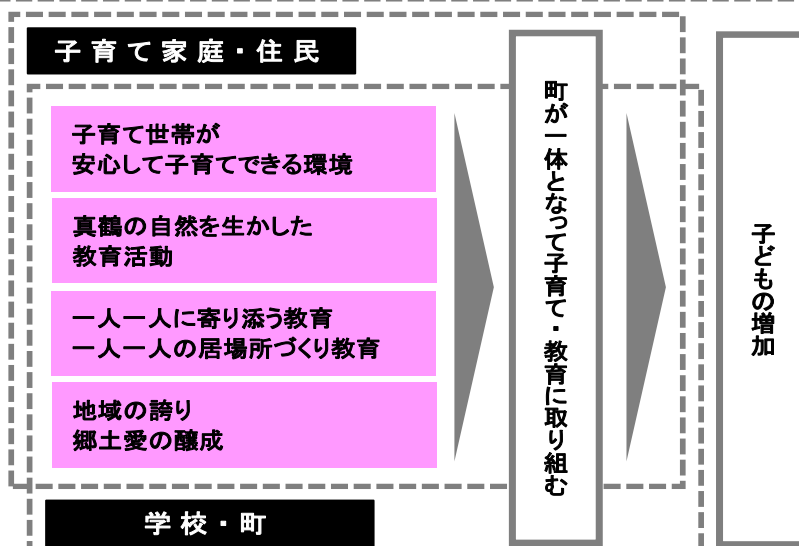 子育て家庭・住民
子育て世帯が
安心して子育てできる環境
真鶴の自然を生かした
教育活動
一人一人に寄り添う教育
一人一人の居場所づくり教育
地域の誇り
郷土愛の醸成
学校・町
町が一体となって子育て・教育に取り組む
子どもの増加